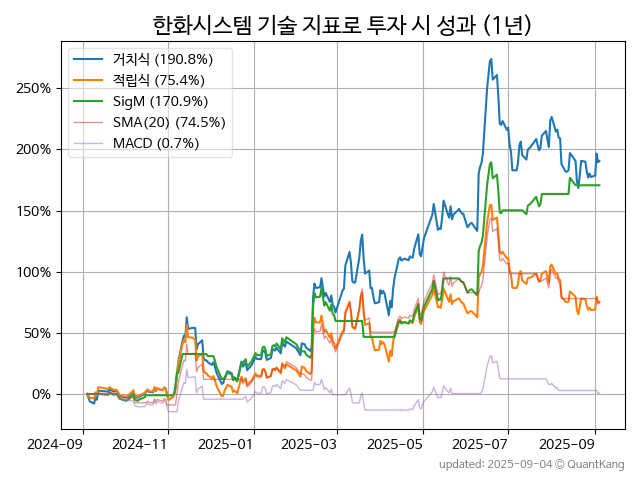 한화시스템 기술 지표로 투자 시 성과 (1년)
거치식 (190.8%)
적립식 (75.4%)
SigM (170.9%)
SMA(20) (74.5%)
MACD (0.7%)
250%
200%
150%
100%
50%
0%
2024-09 2024-11 2025-01 2025-03 2025-05 2025-07 2025-09
updated: 2025-09-04 © QuantKang